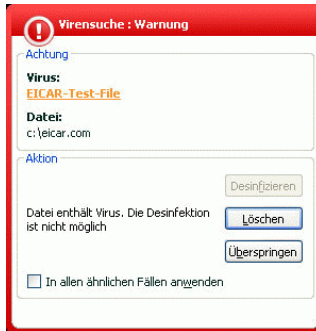 Virensuche : Warnung
Achtung
Virus:
EICAR-Test-File
Datei:
c:\eicar.com
Aktion
Desinfizieren
Datei enthält Virus. Die Desinfektion
ist nicht möglich
Löschen
Überspringen
In allen ähnlichen Fällen anwenden